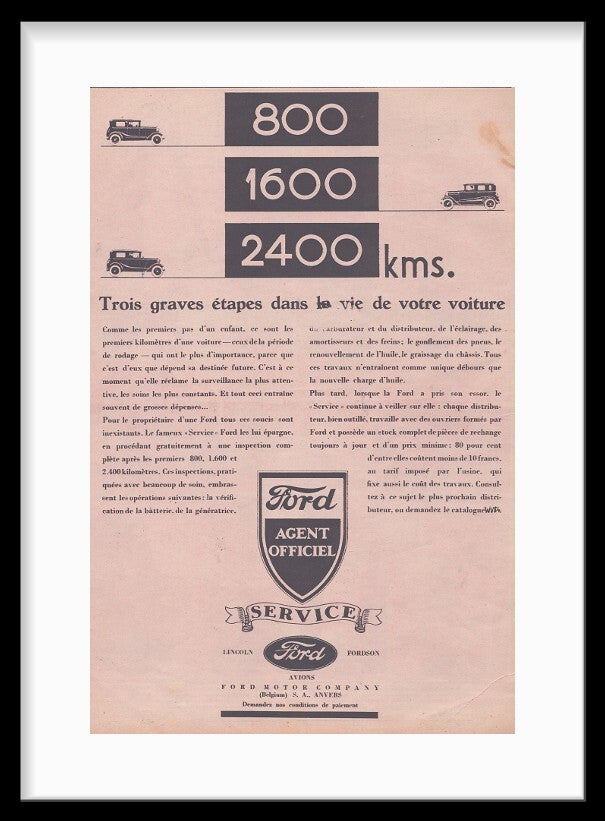 800
1600
2400 kms.
Trois graves étapes dans la vie de votre voiture
Comme les premiers pas d'un enfant, ce sont les
premiers kilomètres d'une voiture — ceux de la période
de rodage — qui ont le plus d'importance, parce que
c'est d'eux que dépend sa destinée future. C'est à ce
moment qu'elle réclame la surveillance la plus atten-
tive, les soins les plus constants. Et tout ceci entraîne
souvent de grosses dépenses...
Pour le propriétaire d'une Ford tous ces soucis sont
inexistants. Le fameux «Service» Ford les lui épargne,
en procédant gratuitement à une inspection com-
plète après les premiers 800, 1.600 et
2.400 kilomètres. Ces inspections, prati-
quées avec beaucoup de soin, embras-
sent les opérations suivantes : la vérifi-
cation de la bátterie, de la génératrice,
du carburateur et du distributeur, de l'éclairage, des
amortisseurs et des freins; le gonflement des pneus, le
renouvellement de l'huile, le graissage du châssis. Tous
ces travaux n'entraînent comme unique débours que
la nouvelle charge d'huile.
Plus tard, lorsque la Ford a pris son essor, le
«Service» continue à veiller sur elle : chaque distribu-
teur, bien outillé, travaille avec des ouvriers formés par
Ford et possède un stock complet de pièces de rechange
toujours à jour et d'un prix minime: 80 pour cent
d'entre elles coûtent moins de 10 francs,
au tarif imposé par l'usine, qui
fixe aussi le coût des travaux. Consul-
tez à ce sujet le plus prochain distri-
buteur, ou demandez le catalogue
Ford
AGENT
OFFICIEL
SERVICE
LINCOLN Ford FORDSON
AVIONS
FORD MOTOR COMPANY
(Belgium) S. A., ANVERS
Demandez nos conditions de paiement